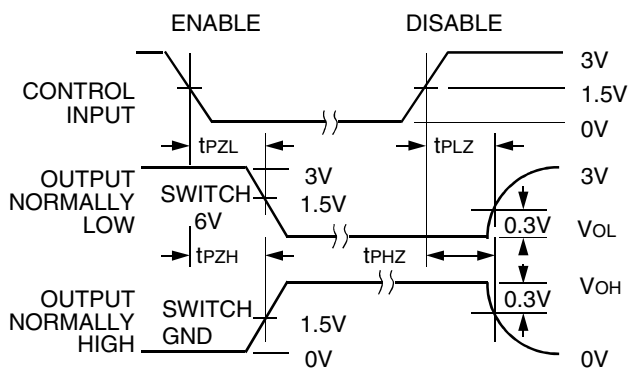 ENABLE DISABLE
3V
CONTROL
INPUT
1.5V
0V
tPZL tPLZ
OUTPUT
NORMALLY
LOW
SWITCH
6V
3V
1.5V
3V
0.3V VOL
tPZH tPHZ
OUTPUT
NORMALLY
HIGH
SWITCH
GND
1.5V
0V
VOH
0.3V
0V